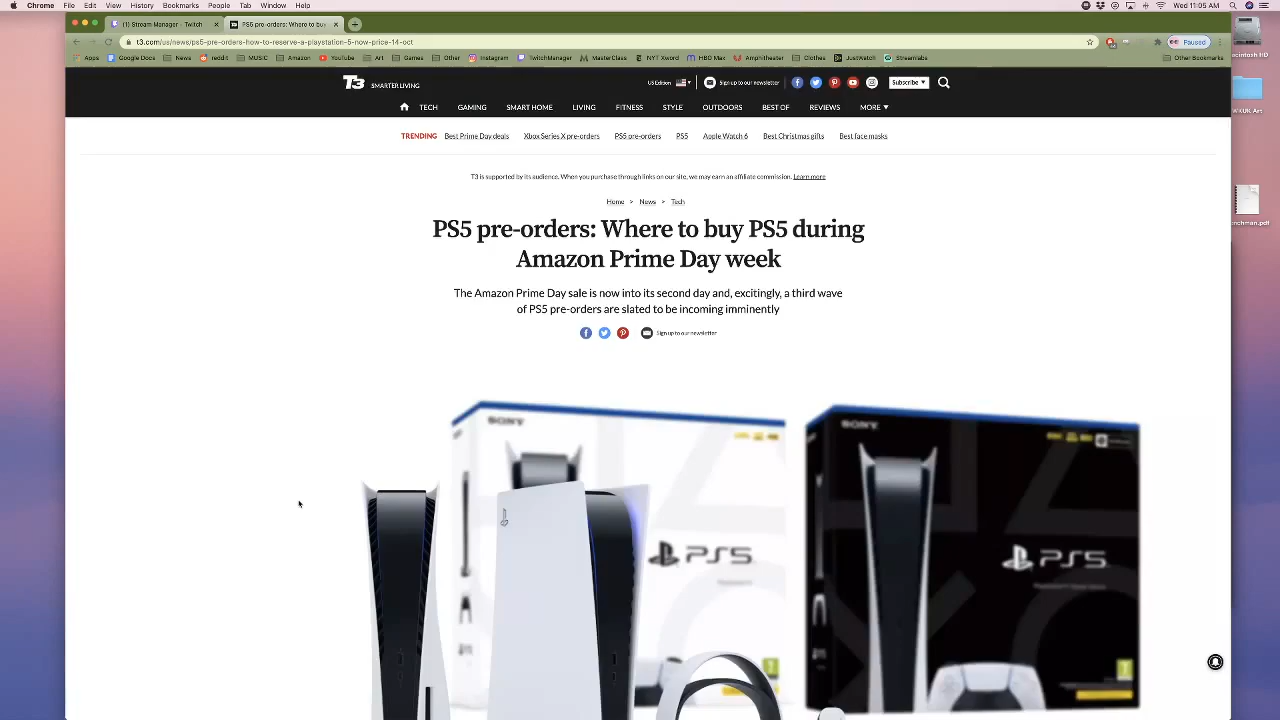 Chrome File Edit View History Bookmarks People Tab Window Help Wed 11:05 AM
(1) Stream Manager - Twitch PS5 pre-orders: Where to buy
t3.com/us/news/ps5-pre-orders-how-to-reserve-a-playstation-5-now-price-14-oct Paused
Apps Google Docs News reddit MUSIC Amazon YouTube Art Games Other Instagram TwitchManager MasterClass NYT Xword HBO Max Amphitheater Clothes JustWatch Streamlabs Other Bookmarks
acintosh HD
T3 SMARTER LIVING US Edition Sign up to our newsletter Subscribe
TECH GAMING SMART HOME LIVING FITNESS STYLE OUTDOORS BEST OF REVIEWS MORE
TRENDING Best Prime Day deals Xbox Series X pre-orders PS5 pre-orders PS5 Apple Watch 6 Best Christmas gifts Best face masks
T3 is supported by its audience. When you purchase through links on our site, we may earn an affiliate commission. Learn more
Home > News > Tech
nchman.pdf
PS5 pre-orders: Where to buy PS5 during
Amazon Prime Day week
The Amazon Prime Day sale is now into its second day and, excitingly, a third wave
of PS5 pre-orders are slated to be incoming imminently
Sign up to our newsletter
SONY SONY
PS5 PS5